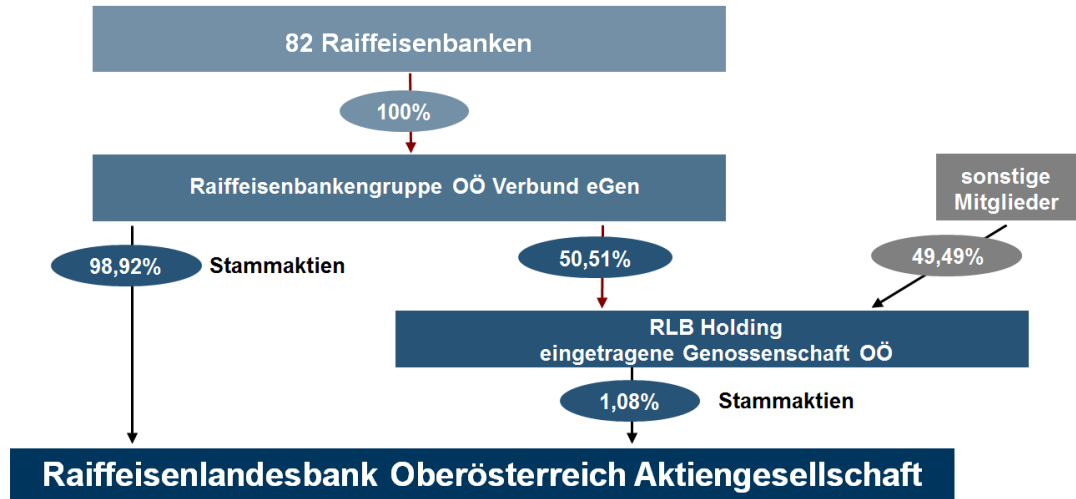 82 Raiffeisenbanken
100%
Raiffeisenbankengruppe OÖ Verbund eGen
sonstige
Mitglieder
98,92%
Stammaktien
50,51%
49,49%
RLB Holding
eingetragene Genossenschaft OÖ
1,08%
Stammaktien
Raiffeisenlandesbank Oberösterreich Aktiengesellschaft